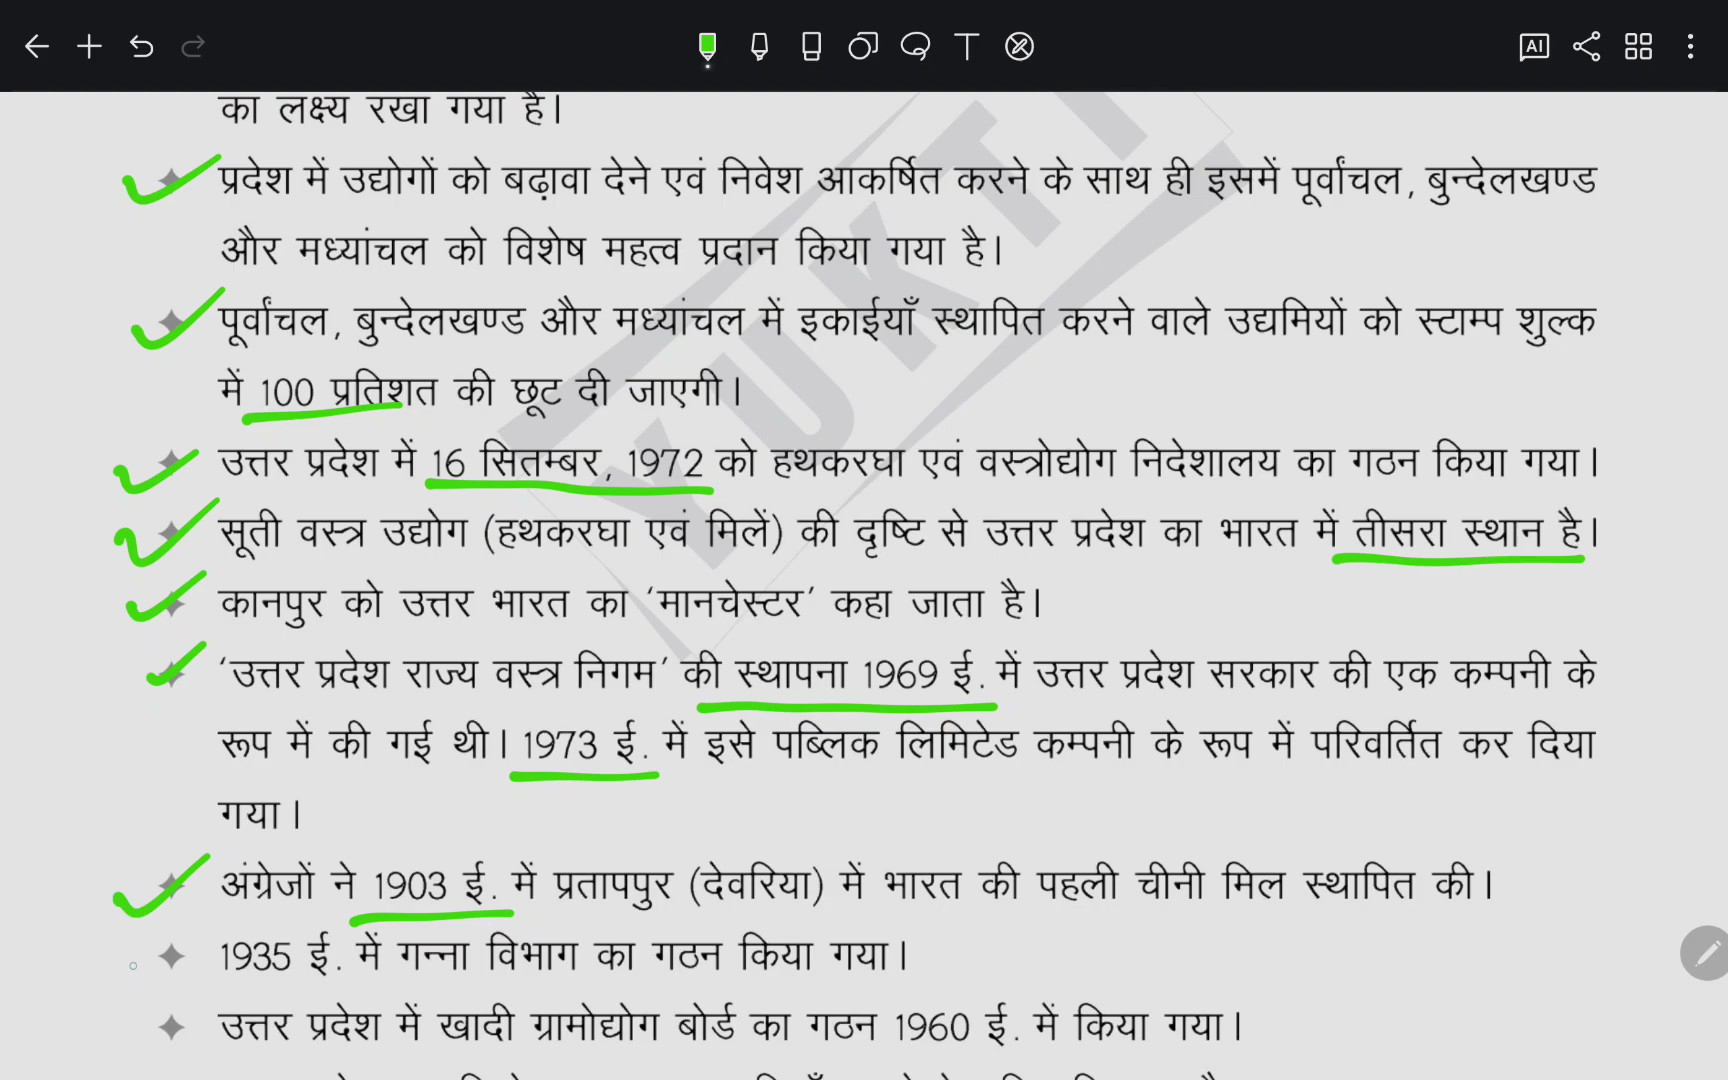 AI
का लक्ष्य रखा गया है।
प्रदेश में उद्योगों को बढ़ावा देने एवं निवेश आकर्षित करने के साथ ही इसमें पूर्वांचल, बुन्देलखण्ड
और मध्यांचल को विशेष महत्व प्रदान किया गया है।
पूर्वांचल, बुन्देलखण्ड और मध्यांचल में इकाईयाँ स्थापित करने वाले उद्यमियों को स्टाम्प शुल्क
में 100 प्रतिशत की छूट दी जाएगी।
उत्तर प्रदेश में 16 सितम्बर, 1972 को हथकरघा एवं वस्त्रोद्योग निदेशालय का गठन किया गया।
सूती वस्त्र उद्योग (हथकरघा एवं मिलें) की दृष्टि से उत्तर प्रदेश का भारत में तीसरा स्थान है।
कानपुर को उत्तर भारत का ‘मानचेस्टर’ कहा जाता है।
‘उत्तर प्रदेश राज्य वस्त्र निगम’ की स्थापना 1969 ई. में उत्तर प्रदेश सरकार की एक कम्पनी के
रूप में की गई थी। 1973 ई. में इसे पब्लिक लिमिटेड कम्पनी के रूप में परिवर्तित कर दिया
गया।
अंग्रेजों ने 1903 ई. में प्रतापपुर (देवरिया) में भारत की पहली चीनी मिल स्थापित की।
1935 ई. में गन्ना विभाग का गठन किया गया।
उत्तर प्रदेश में खादी ग्रामोद्योग बोर्ड का गठन 1960 ई. में किया गया।
YUKTI